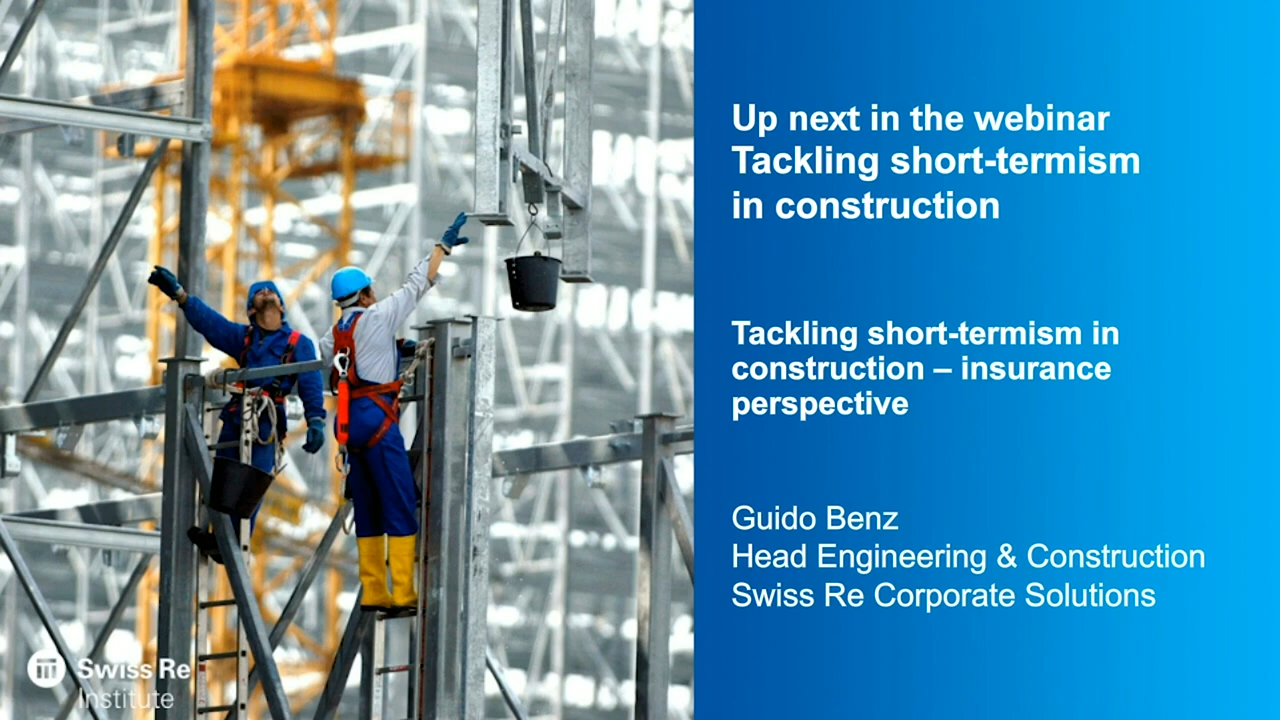 Up next in the webinar
Tackling short-termism
in construction
Tackling short-termism in
construction – insurance
perspective
Guido Benz
Head Engineering & Construction
Swiss Re Corporate Solutions
Swiss Re
Institute